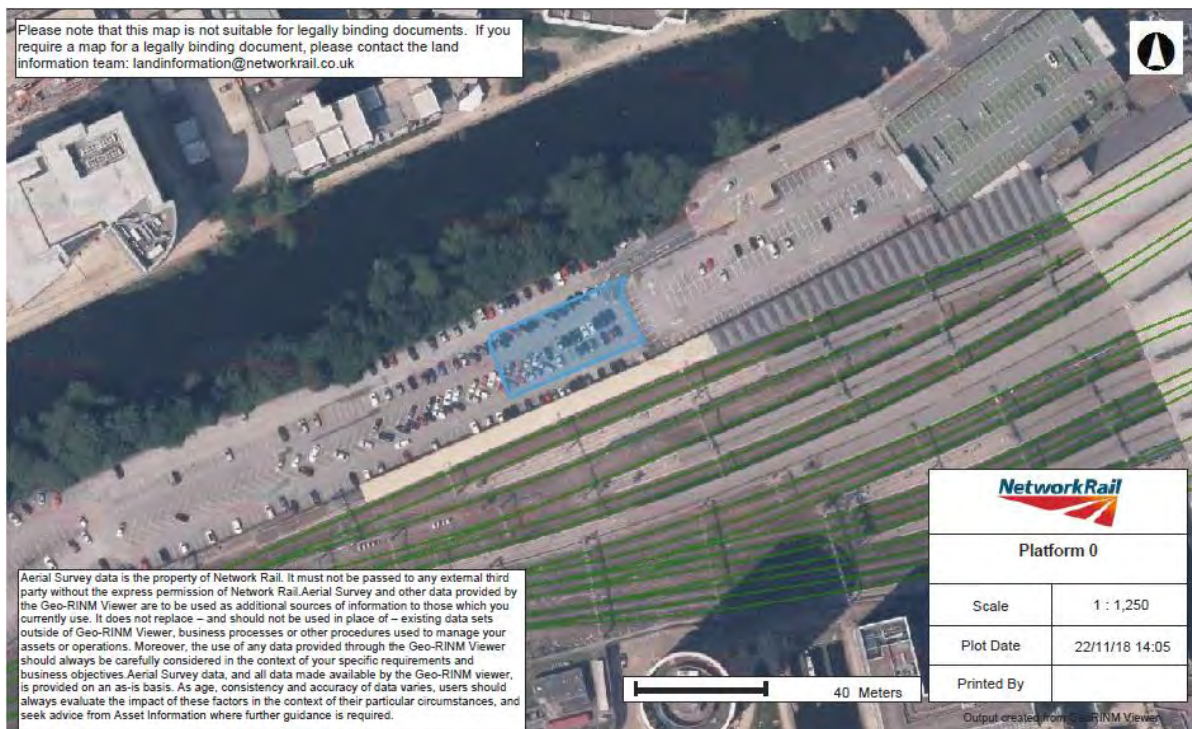 Please note that this map is not suitable for legally binding documents.  If you
require a map for a legally binding document, please contact the land
information team: landinformation@networkrail.co.uk
NetworkRail
Platform 0
Scale
1 : 1,250
Plot Date
22/11/18 14:05
Printed By
Aerial Survey data is the property of Network Rail. It must not be passed to any external third
party without the express permission of Network Rail.Aerial Survey and other data provided by
the Geo-RINM Viewer are to be used as additional sources of information to those which you
currently use. It does not replace – and should not be used in place of – existing data sets
outside of Geo-RINM Viewer, business processes or other procedures used to manage your
assets or operations. Moreover, the use of any data provided through the Geo-RINM Viewer
should always be carefully considered in the context of your specific requirements and
business objectives.Aerial Survey data, and all data made available by the Geo-RINM viewer,
is provided on an as-is basis. As age, consistency and accuracy of data varies, users should
always evaluate the impact of these factors in the context of their particular circumstances, and
seek advice from Asset Information where further guidance is required.
40 Meters
Output created from GeoRINM Viewer